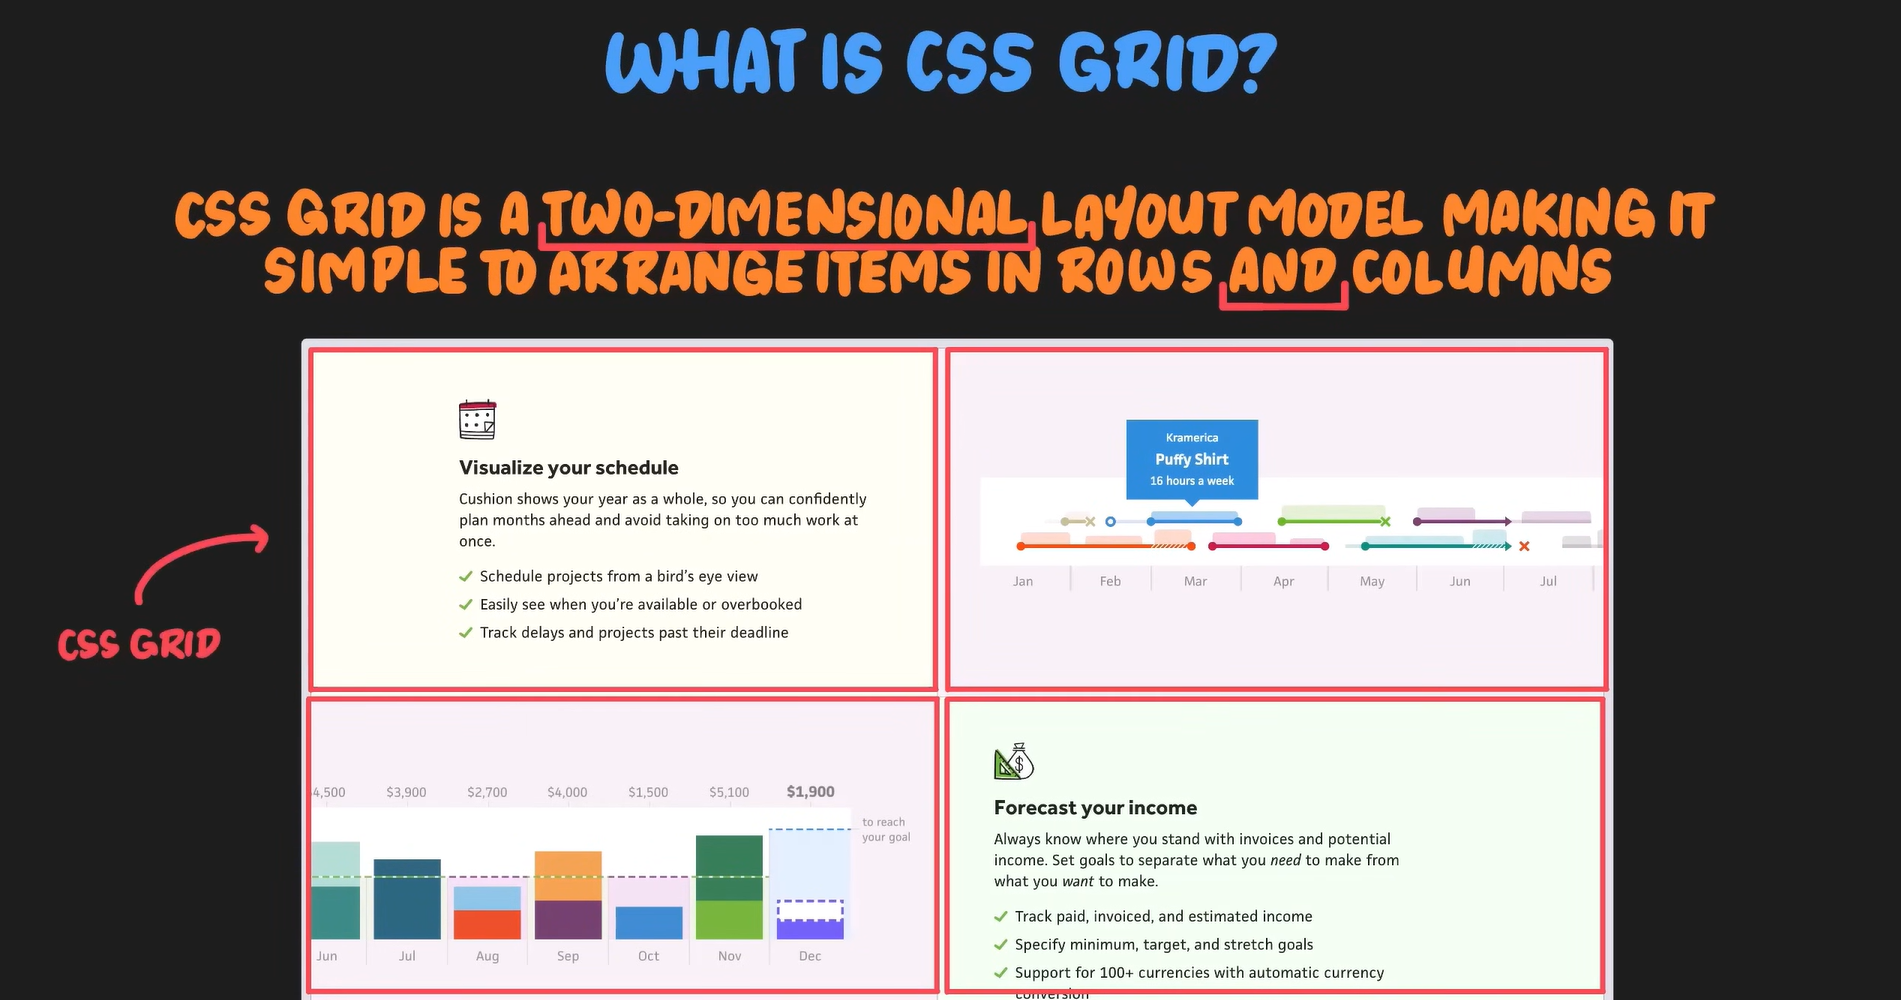 WHAT IS CSS GRID?
CSS GRID IS A TWO-DIMENSIONAL LAYOUT MODEL MAKING IT
SIMPLE TO ARRANGE ITEMS IN ROWS AND COLUMNS
CSS GRID
Visualize your schedule
Cushion shows your year as a whole, so you can confidently
plan months ahead and avoid taking on too much work at
once.
Schedule projects from a bird's eye view
Easily see when you're available or overbooked
Track delays and projects past their deadline
Kramerica
Puffy Shirt
16 hours a week
Jan Feb Mar Apr May Jun Jul
4,500 $3,900 $2,700 $4,000 $1,500 $5,100 $1,900
to reach
your goal
Jun Jul Aug Sep Oct Nov Dec
Forecast your income
Always know where you stand with invoices and potential
income. Set goals to separate what you need to make from
what you want to make.
Track paid, invoiced, and estimated income
Specify minimum, target, and stretch goals
Support for 100+ currencies with automatic currency
conversion